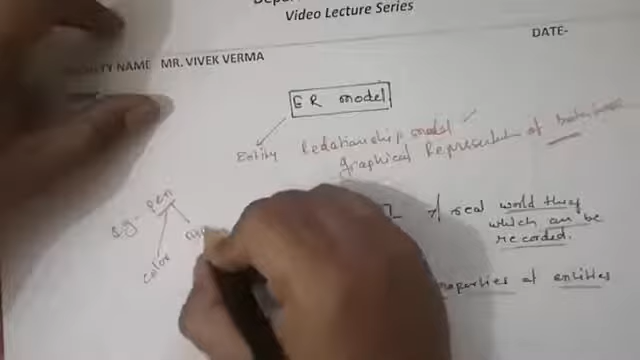 Video Lecture Series
NAME MR. VIVEK VERMA
DATE-
ER model
Entity Relationship model
graphical Representation of
A real world thing
which can be
recorded.
properties of entities
e.g- pen
color